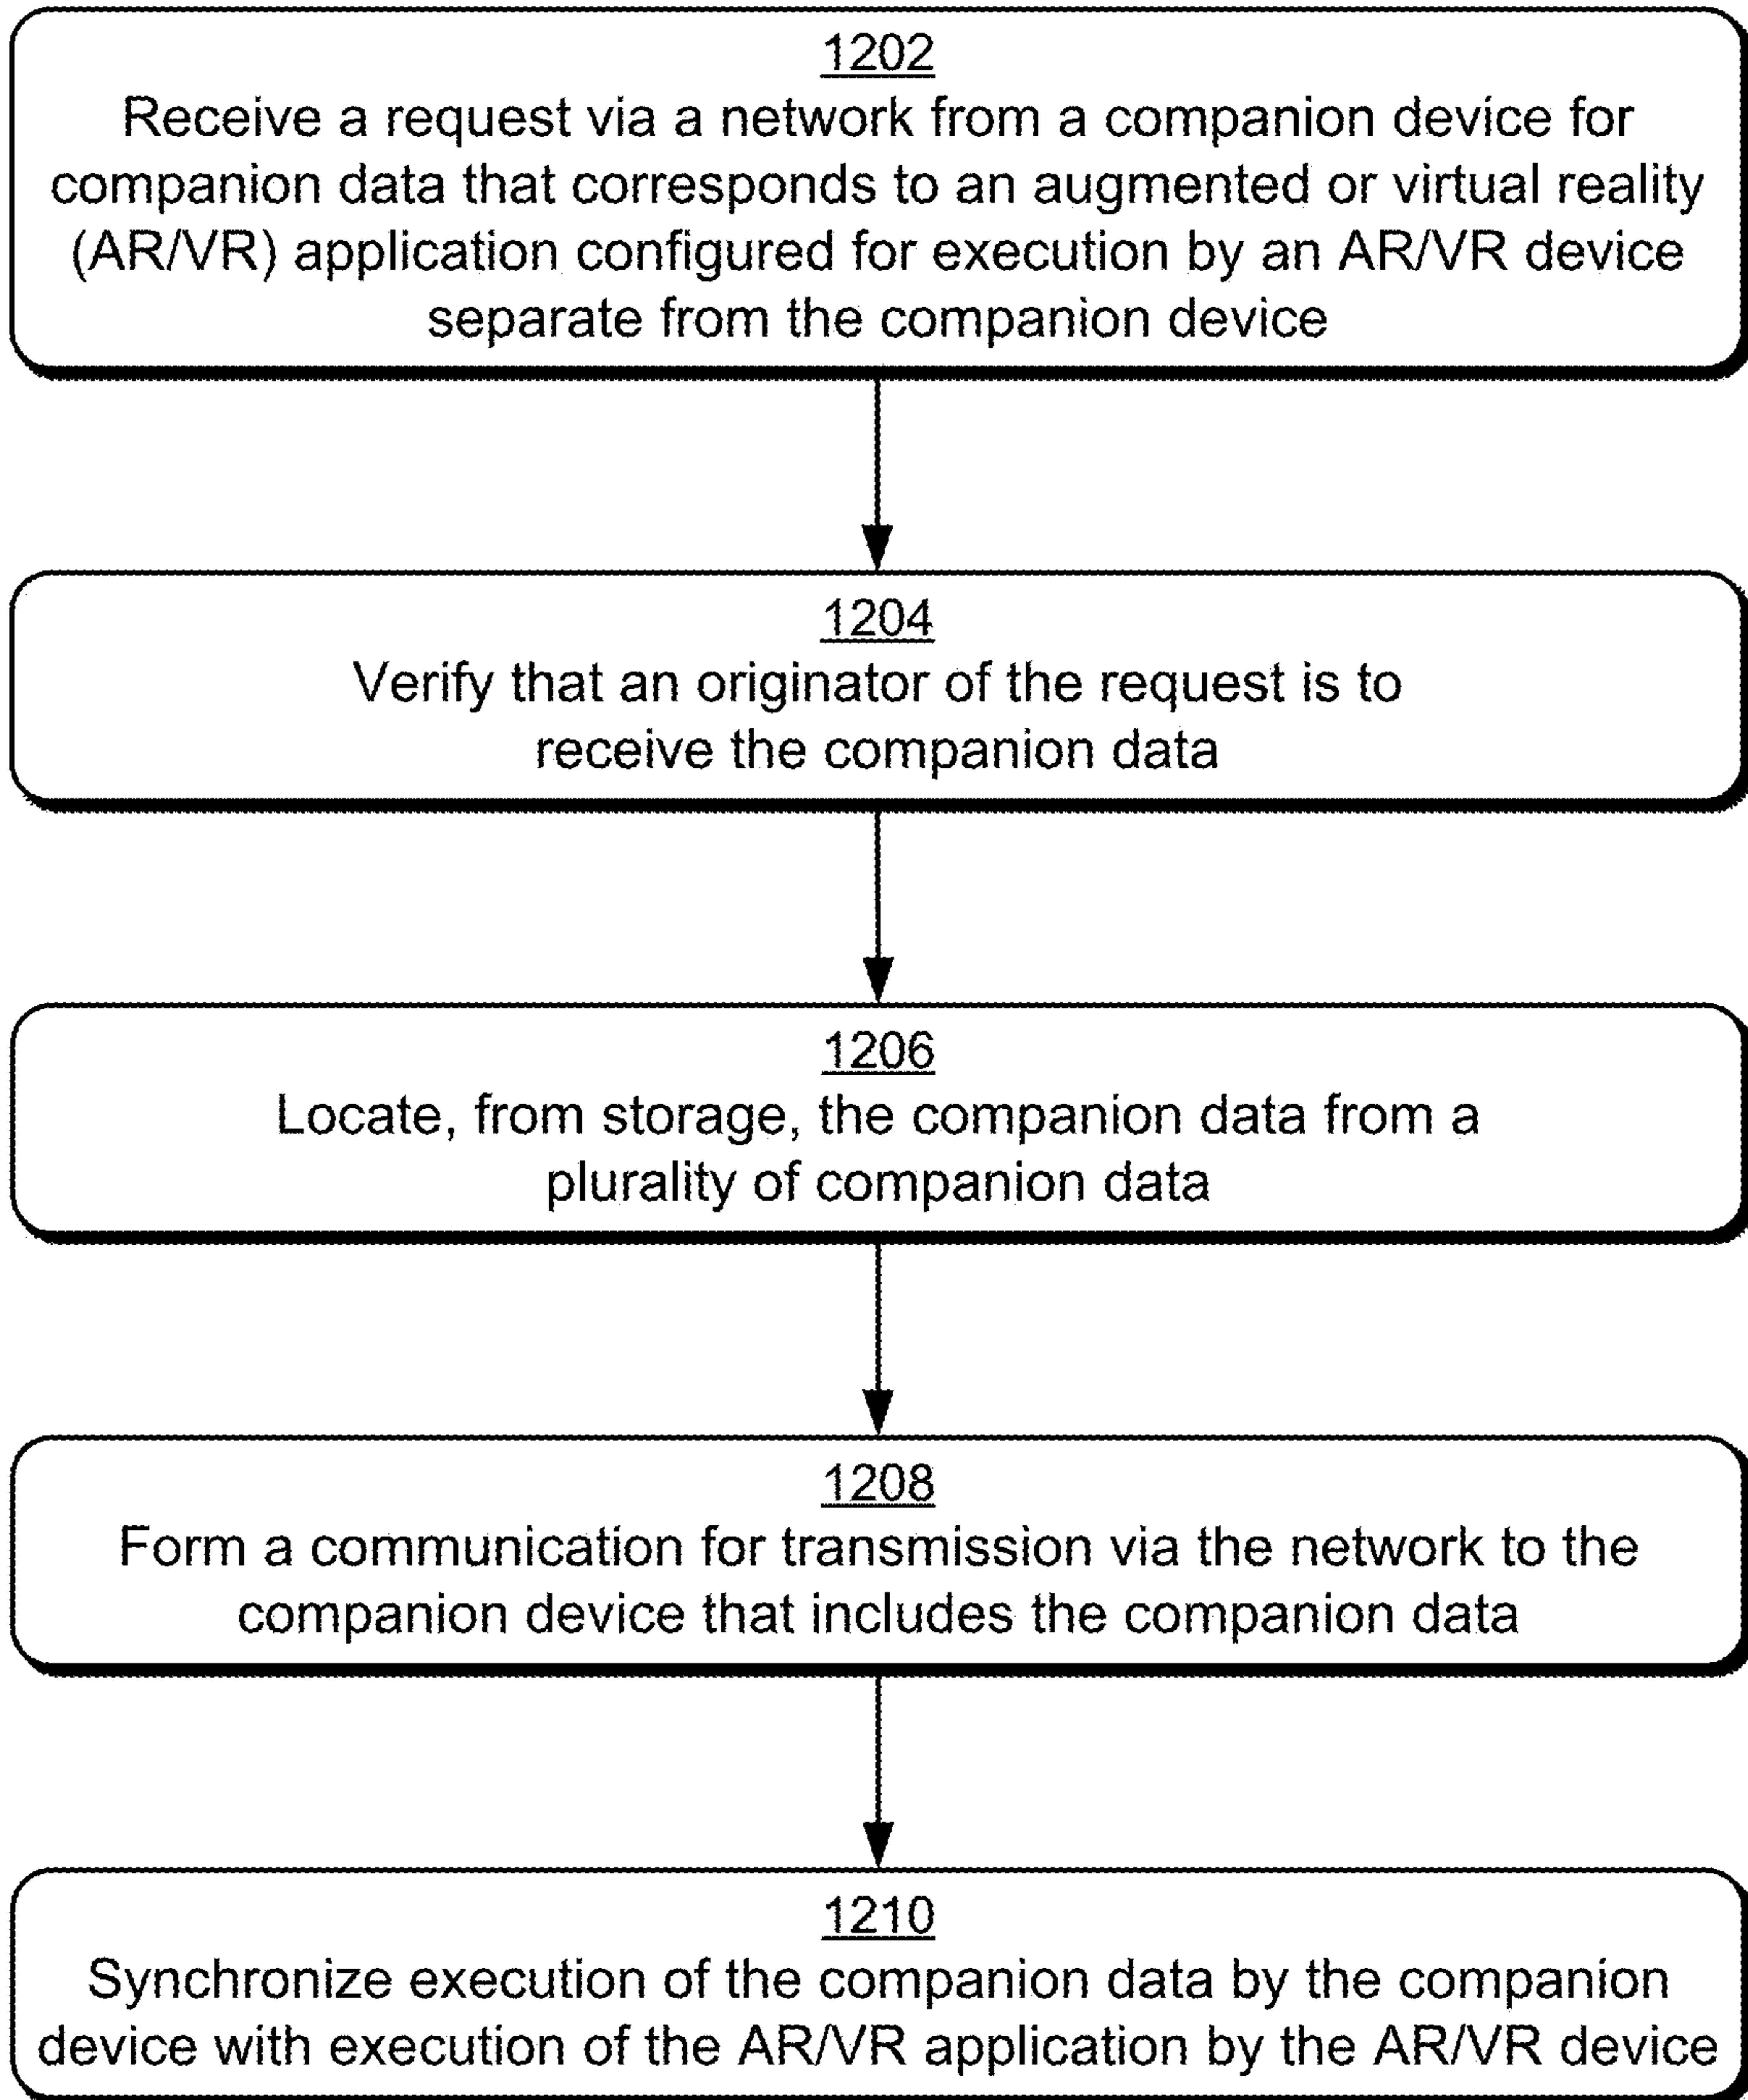 1202
Receive a request via a network from a companion device for
companion data that corresponds to an augmented or virtual reality
(AR/VR) application configured for execution by an AR/VR device
separate from the companion device
1204
Verify that an originator of the request is to
receive the companion data
1206
Locate, from storage, the companion data from a
plurality of companion data
1208
Form a communication for transmission via the network to the
companion device that includes the companion data
1210
Synchronize execution of the companion data by the companion
device with execution of the AR/VR application by the AR/VR device